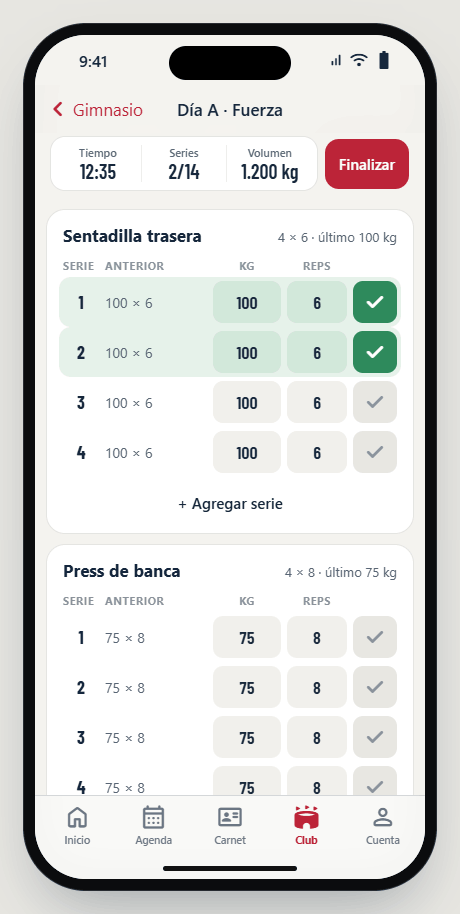 9:41
Gimnasio Día A · Fuerza
Tiempo Series Volumen
12:35 2/14 1.200 kg
Finalizar
Sentadilla trasera 4 × 6 · último 100 kg
SERIE ANTERIOR KG REPS
1 100 × 6 100 6
2 100 × 6 100 6
3 100 × 6 100 6
4 100 × 6 100 6
+ Agregar serie
Press de banca 4 × 8 · último 75 kg
SERIE ANTERIOR KG REPS
1 75 × 8 75 8
2 75 × 8 75 8
3 75 × 8 75 8
4 75 × 8 75 8
Inicio Agenda Carnet Club Cuenta